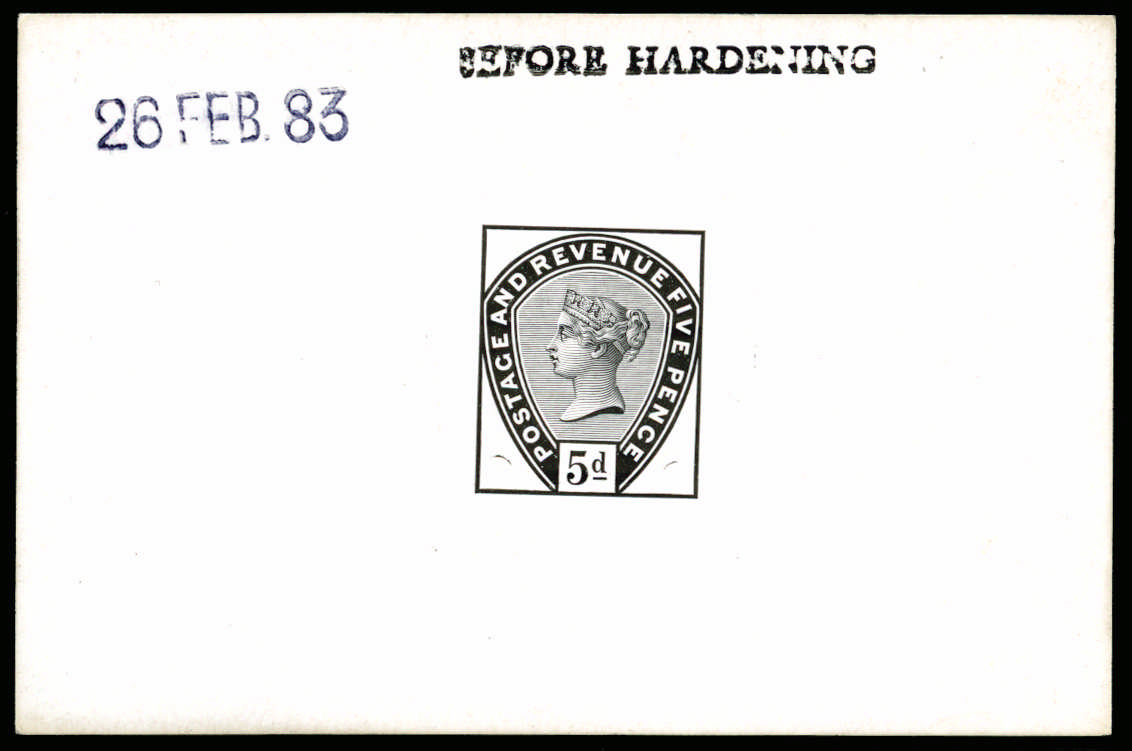 BEFORE HARDENING
26 FEB. 83
POSTAGE AND REVENUE FIVE PENCE
5d